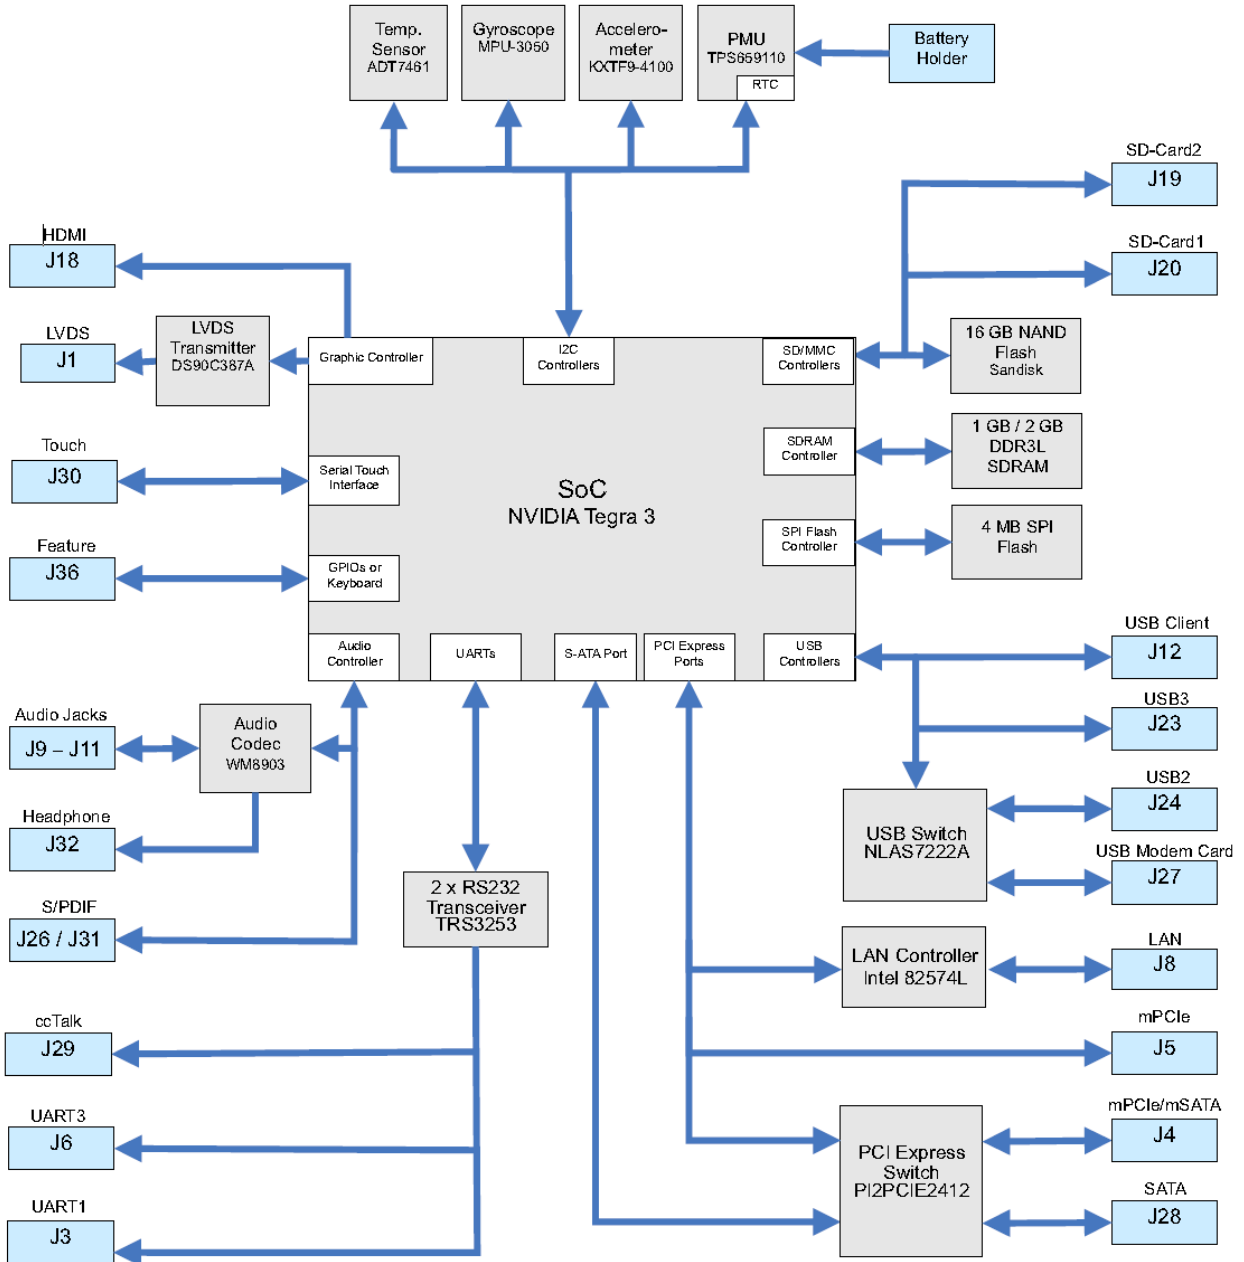 Temp.
Sensor
ADT7461
Gyroscope
MPU-3050
Accelero-
meter
KXTF9-4100
PMU
TPS659110
RTC
Battery
Holder
SD-Card2
J19
SD-Card1
J20
HDMI
J18
LVDS
J1
LVDS
Transmitter
DS90C387A
Graphic Controller
I2C
Controllers
SD/MMC
Controllers
16 GB NAND
Flash
Sandisk
Touch
J30
Serial Touch
Interface
SDRAM
Controller
1 GB / 2 GB
DDR3L
SDRAM
SoC
NVIDIA Tegra 3
SPI Flash
Controller
4 MB SPI
Flash
Feature
J36
GPIOs or
Keyboard
Audio
Controller
UARTs
S-ATA Port
PCI Express
Ports
USB
Controllers
USB Client
J12
USB3
J23
Audio Jacks
J9 – J11
Audio
Codec
WM8903
USB2
J24
Headphone
J32
USB Switch
NLAS7222A
USB Modem Card
J27
S/PDIF
J26 / J31
2 x RS232
Transceiver
TRS3253
LAN Controller
Intel 82574L
LAN
J8
ccTalk
J29
mPCIe
J5
UART3
J6
PCI Express
Switch
PI2PCIE2412
mPCIe/mSATA
J4
SATA
J28
UART1
J3